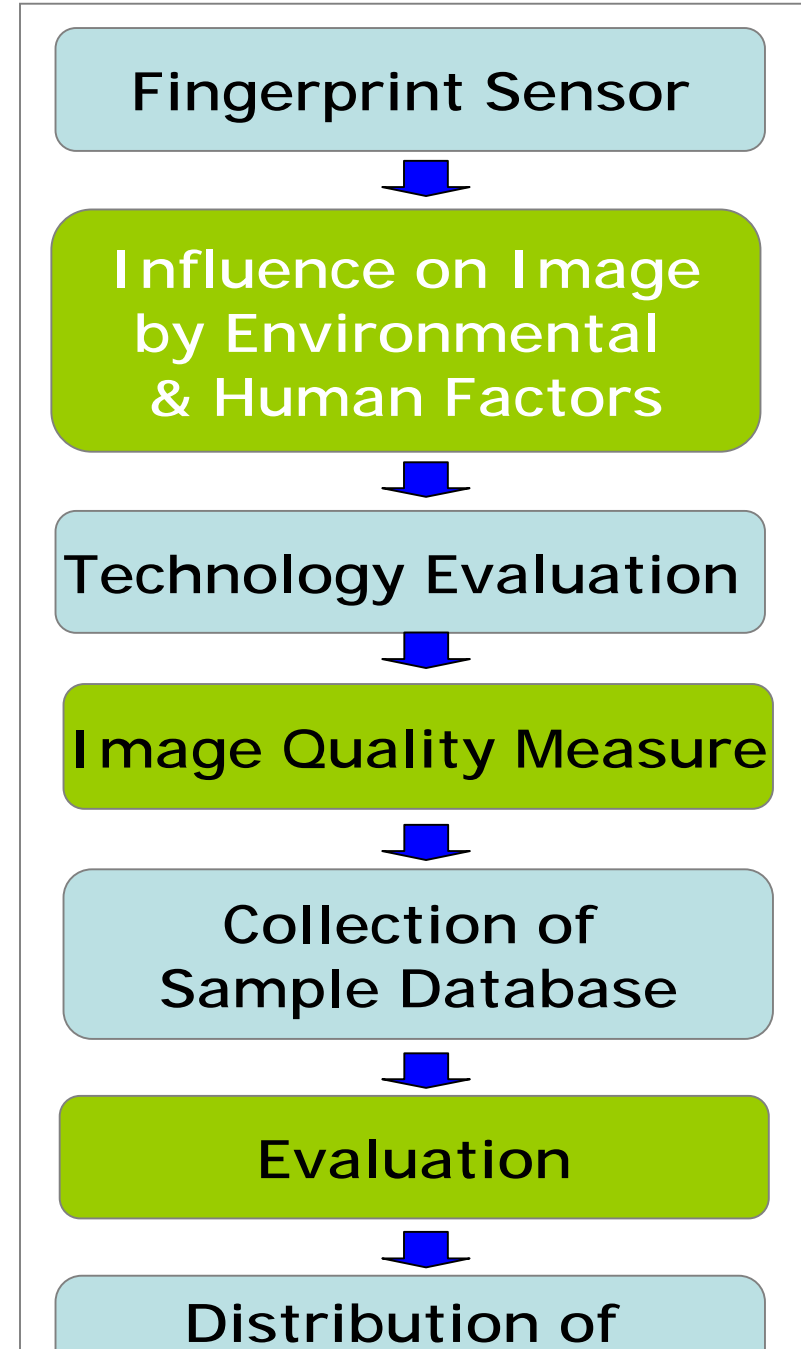 Fingerprint Sensor
Influence on Image
by Environmental
& Human Factors
Technology Evaluation
Image Quality Measure
Collection of
Sample Database
Evaluation
Distribution of